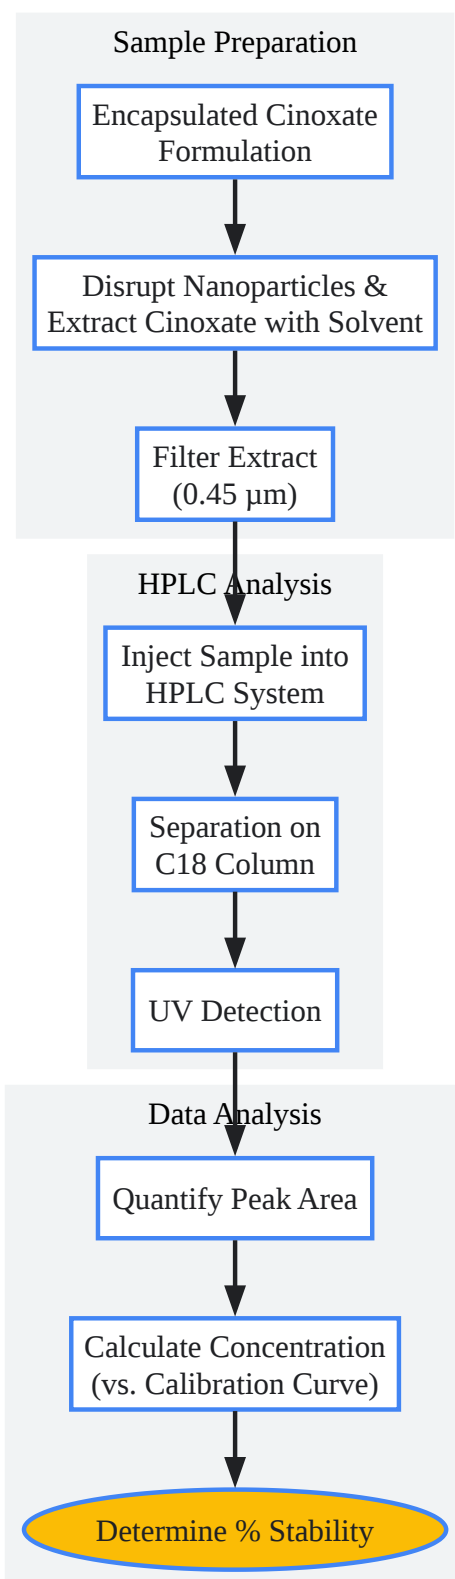 Sample Preparation
Encapsulated Cinoxate
Formulation
Disrupt Nanoparticles &
Extract Cinoxate with Solvent
Filter Extract
(0.45 µm)
HPLC Analysis
Inject Sample into
HPLC System
Separation on
C18 Column
UV Detection
Data Analysis
Quantify Peak Area
Calculate Concentration
(vs. Calibration Curve)
Determine % Stability